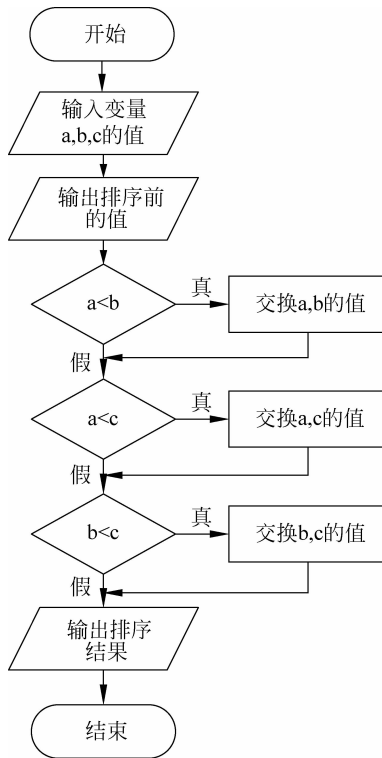 开始
输入变量
a,b,c的值
输出排序前
的值
a<b
真
交换a,b的值
假
a<c
真
交换a,c的值
假
b<c
真
交换b,c的值
假
输出排序
结果
结束